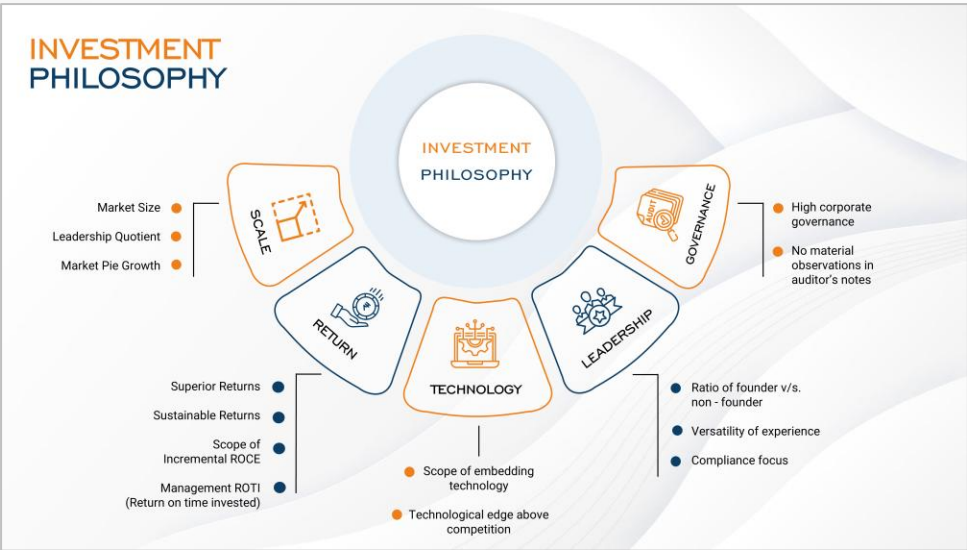 INVESTMENT
PHILOSOPHY
INVESTMENT
PHILOSOPHY
SCALE
Market Size
Leadership Quotient
Market Pie Growth
RETURN
Superior Returns
Sustainable Returns
Scope of
Incremental ROCE
Management ROTI
(Return on time invested)
TECHNOLOGY
Scope of embedding
technology
Technological edge above
competition
LEADERSHIP
Ratio of founder v/s.
non - founder
Versatility of experience
Compliance focus
AUDIT
GOVERNANCE
High corporate
governance
No material
observations in
auditor's notes